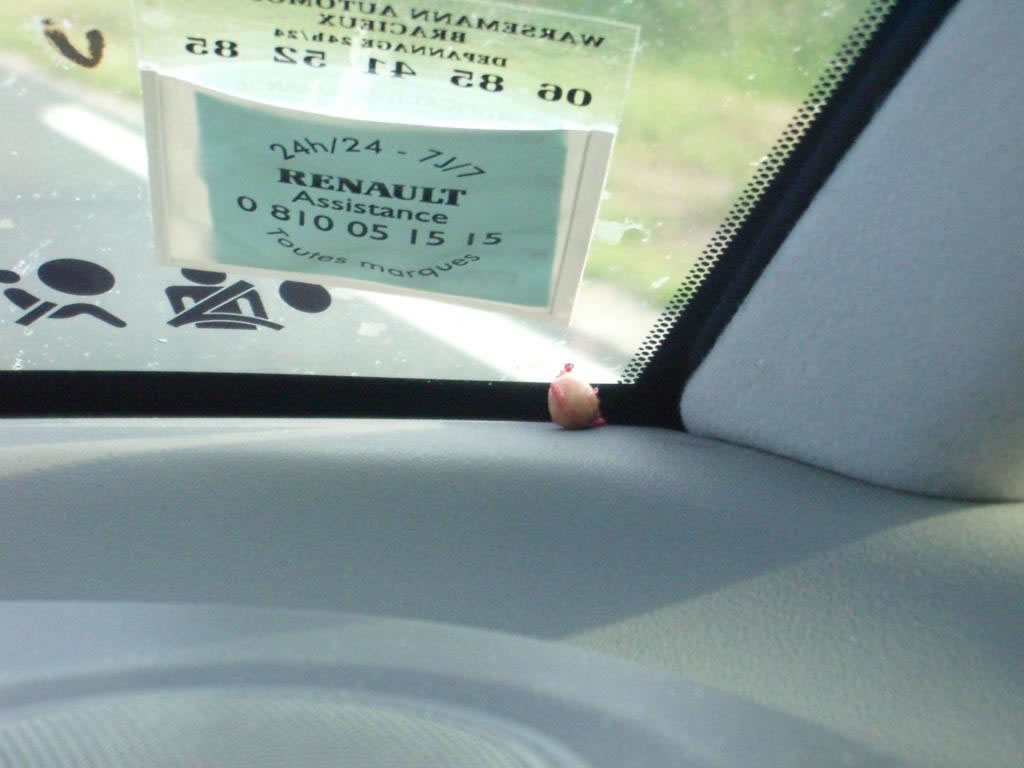 WARSEMANN AUTOMO
BRACIEUX
DEPANNAGE 24h/24
06 85 41 52 85
24h/24 - 7J/7
RENAULT
Assistance
0 810 05 15 15
Toutes marques